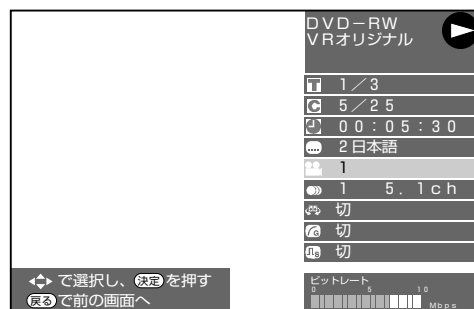 DVD－RW
VRオリジナル
T 1／3
C 5／25
00：05：30
2 日本語
1
1 5．1ch
切
切
切
で選択し、決定を押す
戻るで前の画面へ
ビットレート
0 5 10
Mbps